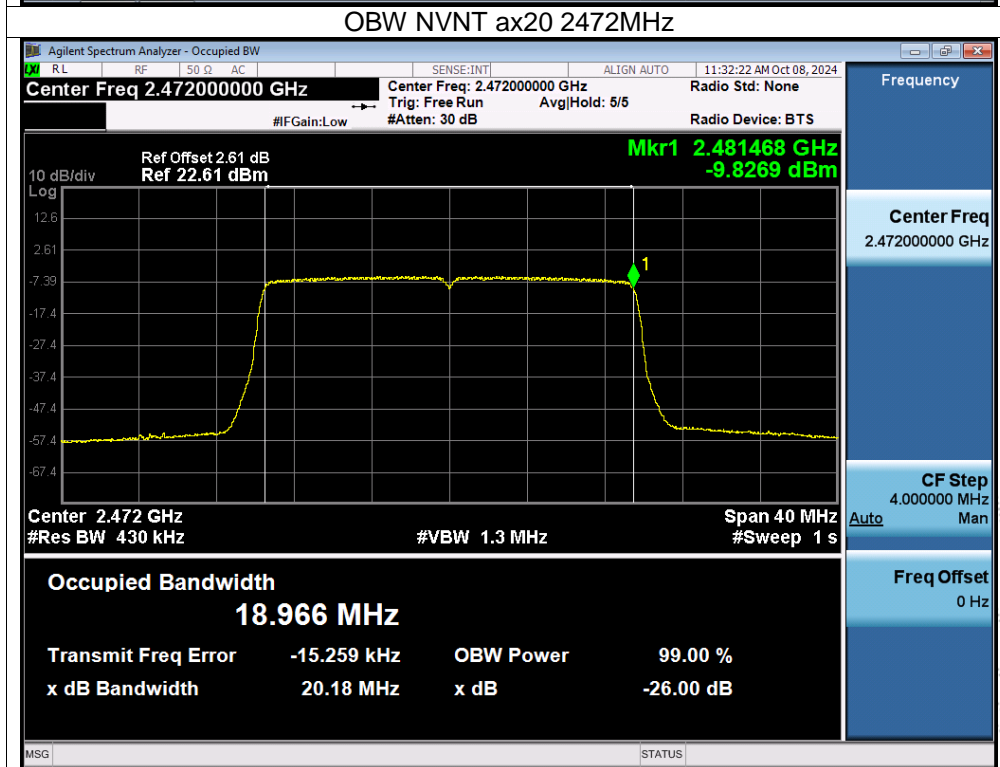 OBW NVNT ax20 2472MHz
Agilent Spectrum Analyzer - Occupied BW
LXI RL RF 50 Ω AC SENSE:INT ALIGN AUTO 11:32:22 AM Oct 08, 2024
Center Freq 2.472000000 GHz
Center Freq: 2.472000000 GHz
Radio Std: None
Trig: Free Run Avg|Hold: 5/5
#IFGain:Low
#Atten: 30 dB
Radio Device: BTS
Frequency
Mkr1 2.481468 GHz
-9.8269 dBm
Ref Offset 2.61 dB
10 dB/div Ref 22.61 dBm
Log
12.6
2.61
-7.39
-17.4
-27.4
-37.4
-47.4
-57.4
-67.4
1
Center 2.472 GHz Span 40 MHz
#Res BW 430 kHz #VBW 1.3 MHz #Sweep 1 s
Occupied Bandwidth
18.966 MHz
Transmit Freq Error -15.259 kHz OBW Power 99.00 %
x dB Bandwidth 20.18 MHz x dB -26.00 dB
Center Freq
2.472000000 GHz
CF Step
4.000000 MHz
Auto Man
Freq Offset
0 Hz
MSG STATUS